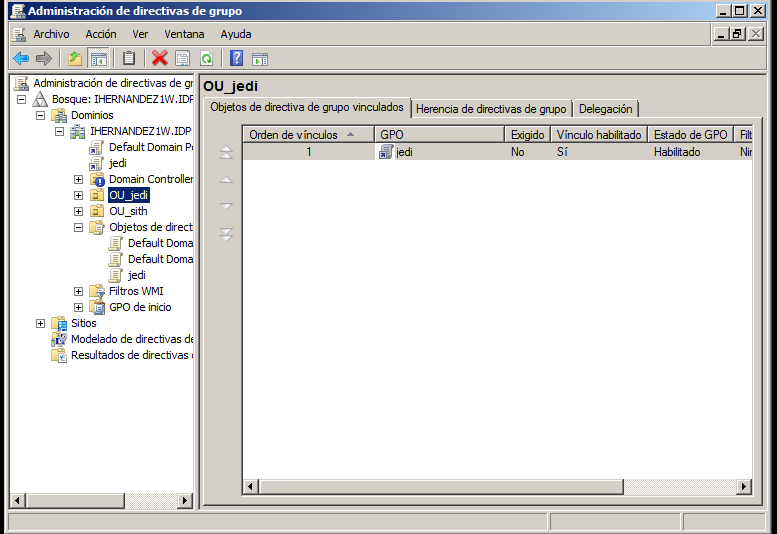 Administración de directivas de grupo
Archivo Acción Ver Ventana Ayuda
Administración de directivas de gr
Bosque: IHERNANDEZ1W.IDP
Dominios
IHERNANDEZ1W.IDP
Default Domain Po
jedi
Domain Controller
OU_jedi
OU_sith
Objetos de direct
Default Doma
Default Doma
jedi
Filtros WMI
GPO de inicio
Sitios
Modelado de directivas de
Resultados de directivas
OU_jedi
Objetos de directiva de grupo vinculados Herencia de directivas de grupo Delegación
Orden de vínculos GPO Exigido Vínculo habilitado Estado de GPO Filt
1 jedi No Sí Habilitado Nin